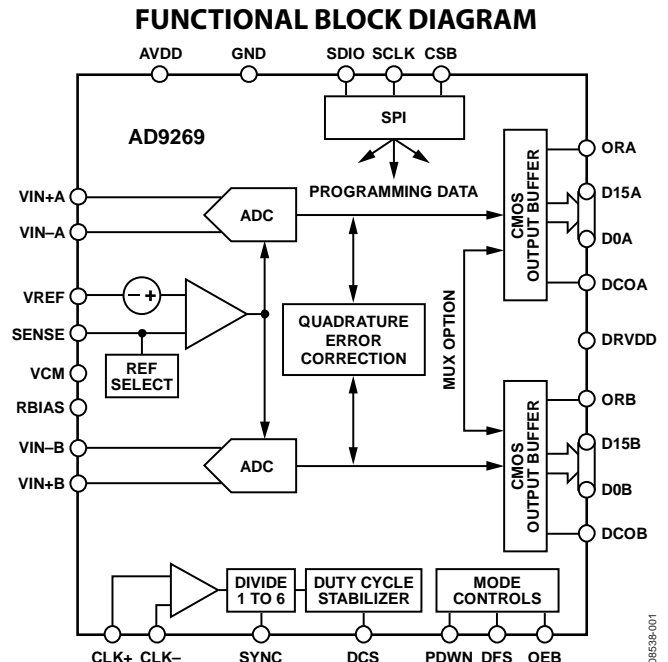 FUNCTIONAL BLOCK DIAGRAM
AVDD GND SDIO SCLK CSB
SPI
AD9269
PROGRAMMING DATA
ORA
VIN+A
VIN–A
ADC
CMOS
OUTPUT BUFFER
D15A
D0A
DCOA
VREF
– +
SENSE
REF
SELECT
QUADRATURE
ERROR
CORRECTION
MUX OPTION
DRVDD
VCM
RBIAS
ORB
VIN–B
VIN+B
ADC
CMOS
OUTPUT BUFFER
D15B
D0B
DCOB
DIVIDE
1 TO 6
DUTY CYCLE
STABILIZER
MODE
CONTROLS
CLK+ CLK– SYNC DCS PDWN DFS OEB
08538-001